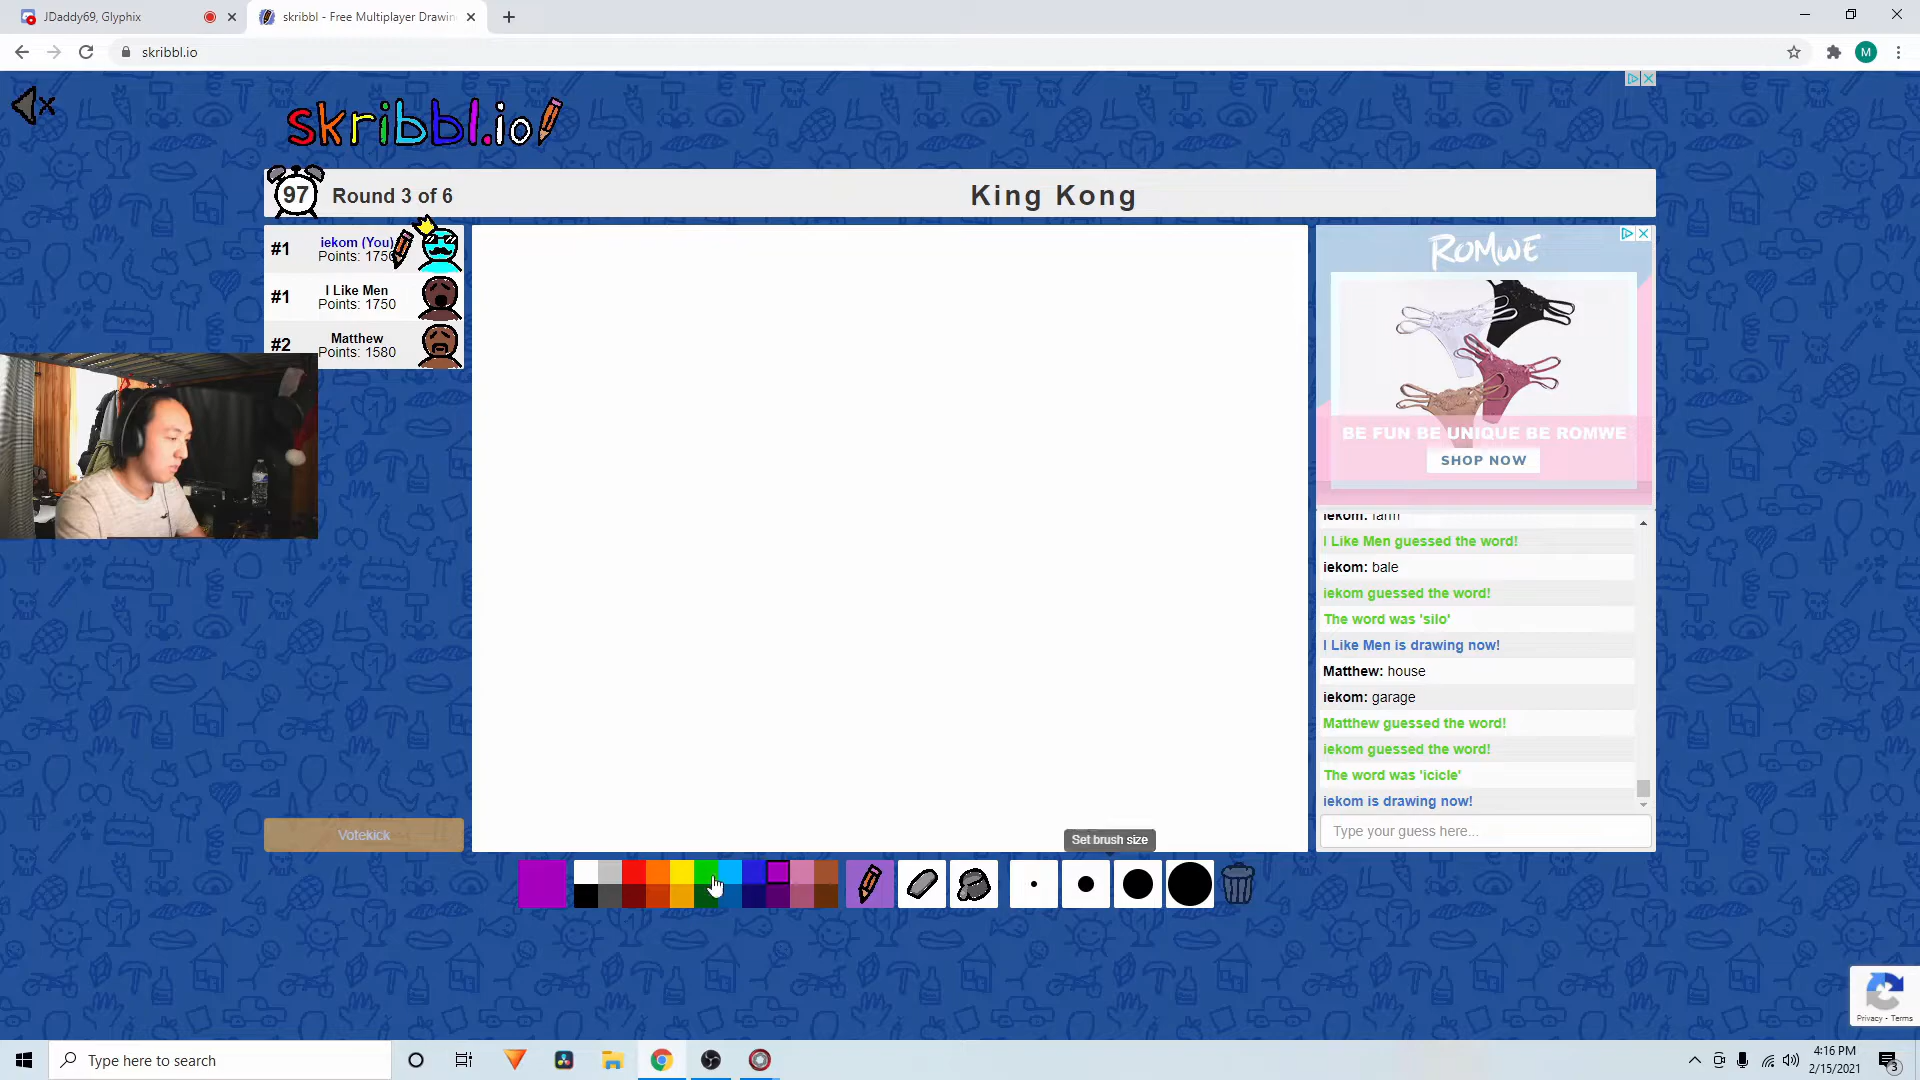 JDaddy69, Glyphix
skribbl - Free Multiplayer Drawin
skribbl.io
M
skribbl.io
97
Round 3 of 6
King Kong
#1
iekom (You)
Points: 1750
#1
I Like Men
Points: 1750
#2
Matthew
Points: 1580
Votekick
ROMWE
BE FUN BE UNIQUE BE ROMWE
SHOP NOW
iekom: farm
I Like Men guessed the word!
iekom: bale
iekom guessed the word!
The word was 'silo'
I Like Men is drawing now!
Matthew: house
iekom: garage
Matthew guessed the word!
iekom guessed the word!
The word was 'icicle'
iekom is drawing now!
Type your guess here...
Set brush size
Privacy - Terms
Type here to search
4:16 PM
2/15/2021
3